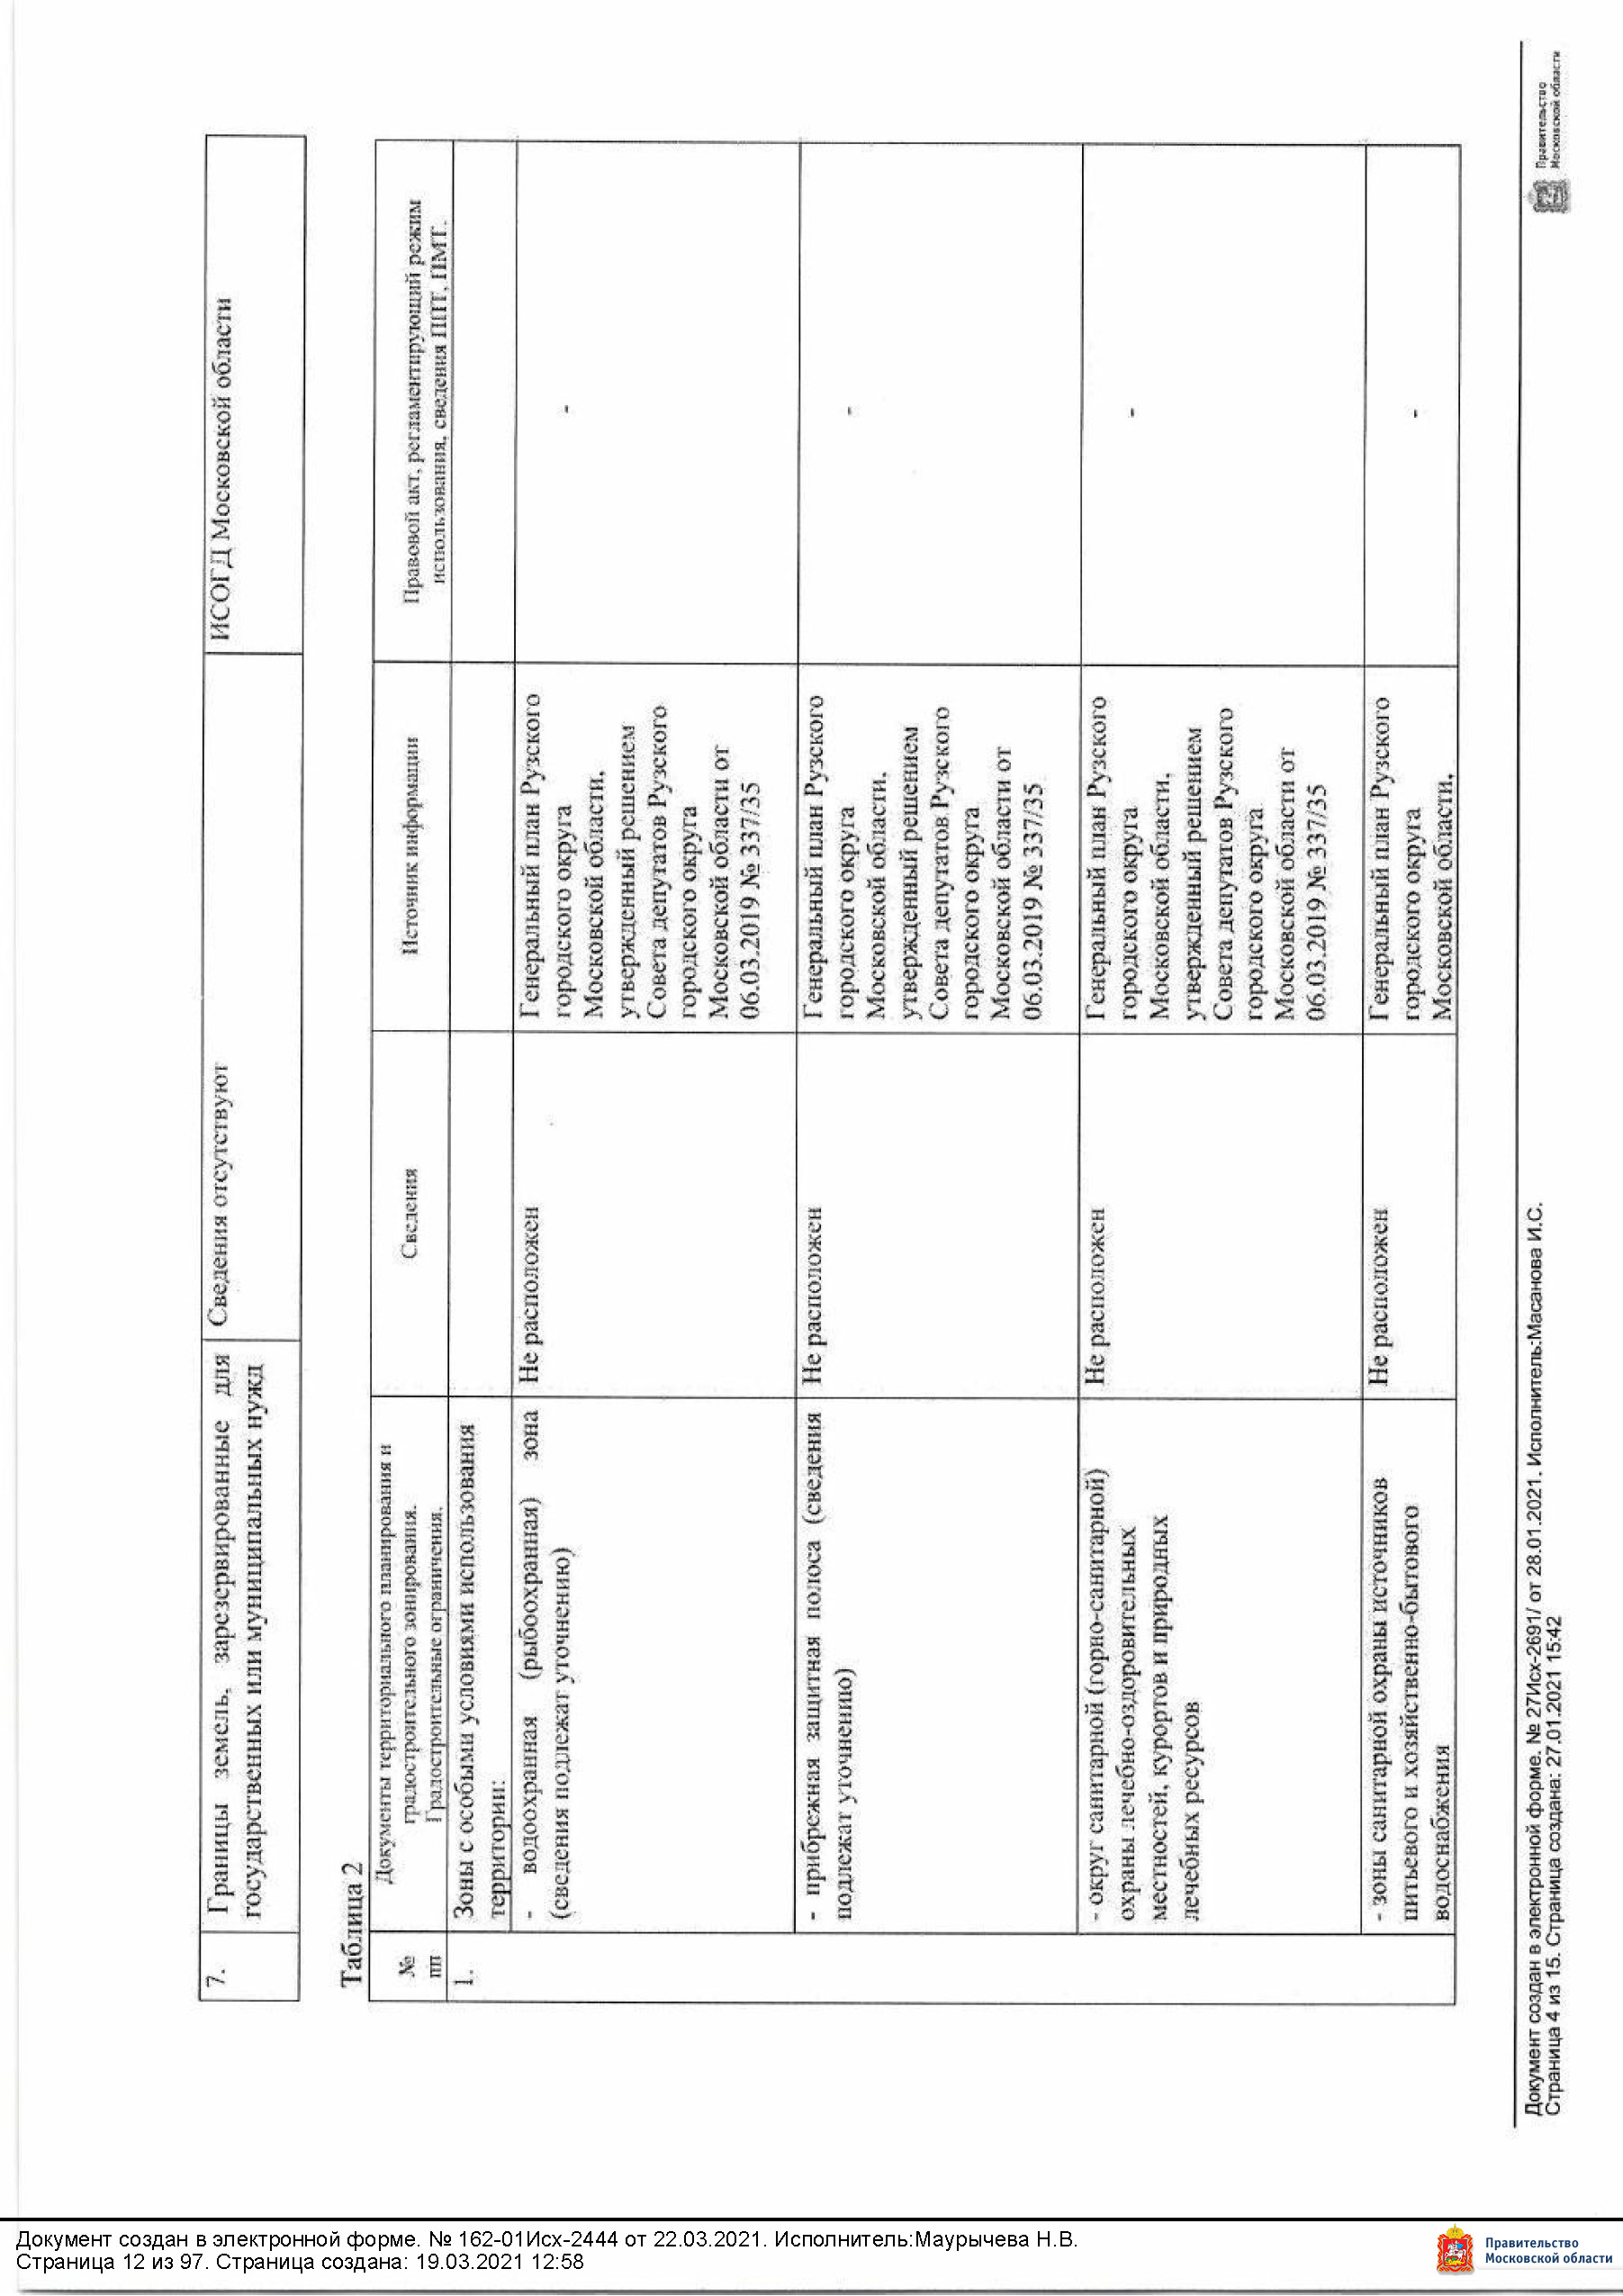 7.
Границы земель, зарезервированные для
государственных или муниципальных нужд
Сведения отсутствуют
ИСОГД Московской области
Таблица 2
№
пп
Документы территориального планирования и
градостроительного зонирования.
Градостроительные ограничения.
Сведения
Источник информации
Правовой акт, регламентирующий режим
использования, сведения ППТ, ПМТ.
1.
Зоны с особыми условиями использования
территории:
- водоохранная (рыбоохранная) зона
(сведения подлежат уточнению)
Не расположен
Генеральный план Рузского
городского округа
Московской области,
утвержденный решением
Совета депутатов Рузского
городского округа
Московской области от
06.03.2019 № 337/35
-
- прибрежная защитная полоса (сведения
подлежат уточнению)
Не расположен
Генеральный план Рузского
городского округа
Московской области,
утвержденный решением
Совета депутатов Рузского
городского округа
Московской области от
06.03.2019 № 337/35
-
- округ санитарной (горно-санитарной)
охраны лечебно-оздоровительных
местностей, курортов и природных
лечебных ресурсов
Не расположен
Генеральный план Рузского
городского округа
Московской области,
утвержденный решением
Совета депутатов Рузского
городского округа
Московской области от
06.03.2019 № 337/35
-
- зоны санитарной охраны источников
питьевого и хозяйственно-бытового
водоснабжения
Не расположен
Генеральный план Рузского
городского округа
Московской области,
-
Документ создан в электронной форме. № 27Исх-2691/ от 28.01.2021. Исполнитель:Масанова И.С.
Страница 4 из 15. Страница создана: 27.01.2021 15:42
Правительство
Московской области
Документ создан в электронной форме. № 162-01Исх-2444 от 22.03.2021. Исполнитель:Маурычева Н.В.
Страница 12 из 97. Страница создана: 19.03.2021 12:58
Правительство
Московской области